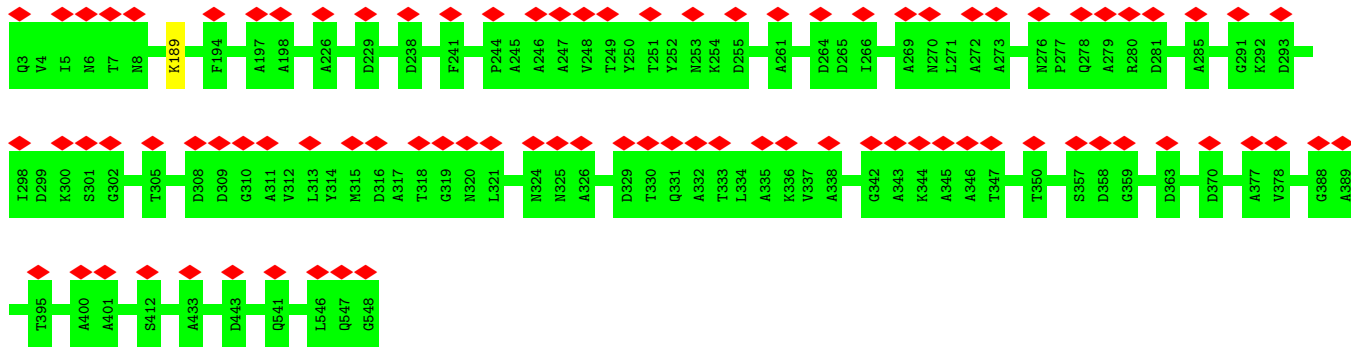 Q3 V4 I5 N6 T7 N8 K189 F194 A197 A198 A226 D229 D238 F241 P244 A245 A246 A247 V248 T249 Y250 T251 Y252 N253 K254 D255 A261 D264 D265 I266 A269 N270 L271 A272 A273 N276 P277 Q278 A279 R280 D281 A285 G291 K292 D293
I298 D299 K300 S301 G302 T305 D308 D309 G310 A311 V312 L313 Y314 M315 D316 A317 T318 G319 N320 L321 N324 N325 A326 D329 T330 Q331 A332 T333 L334 A335 K336 V337 A338 G342 A343 K344 A345 A346 T347 T350 S357 D358 G359 D363 D370 A377 V378 G388 A389
T395 A400 A401 S412 A433 D443 Q541 L546 Q547 G548